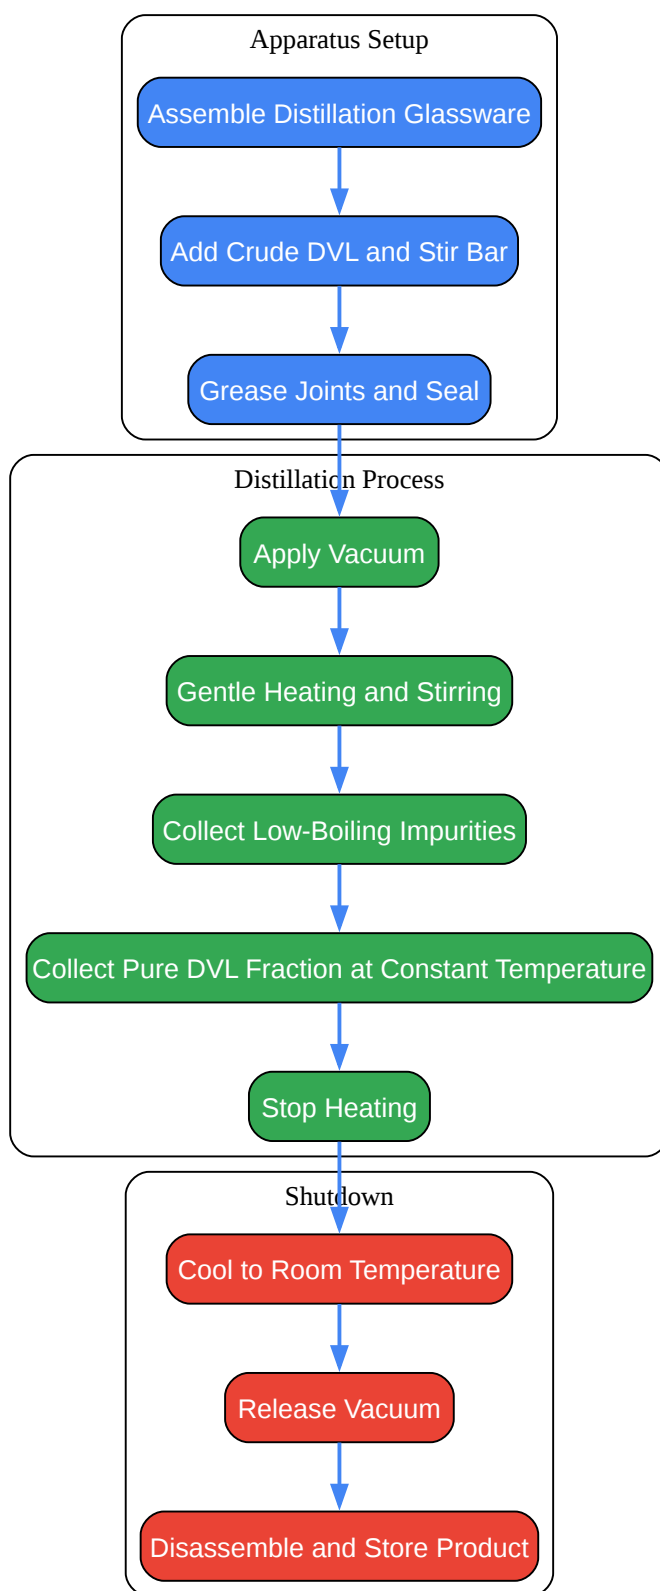 Apparatus Setup
Assemble Distillation Glassware
Add Crude DVL and Stir Bar
Grease Joints and Seal
Distillation Process
Apply Vacuum
Gentle Heating and Stirring
Collect Low-Boiling Impurities
Collect Pure DVL Fraction at Constant Temperature
Stop Heating
Shutdown
Cool to Room Temperature
Release Vacuum
Disassemble and Store Product